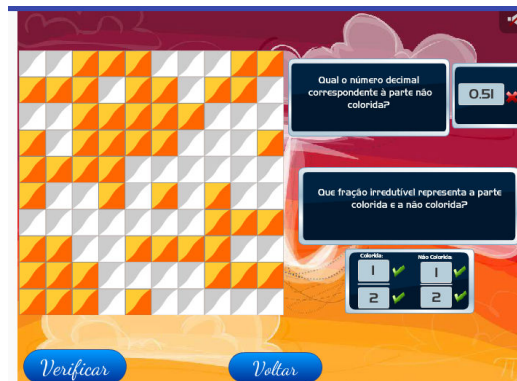 Qual o número decimal
correspondente à parte não
colorida?
0.51
Que fração irredutível representa a parte
colorida e a não colorida?
Colorida:
Não Colorida
1
1
2
2
Verificar
Voltar